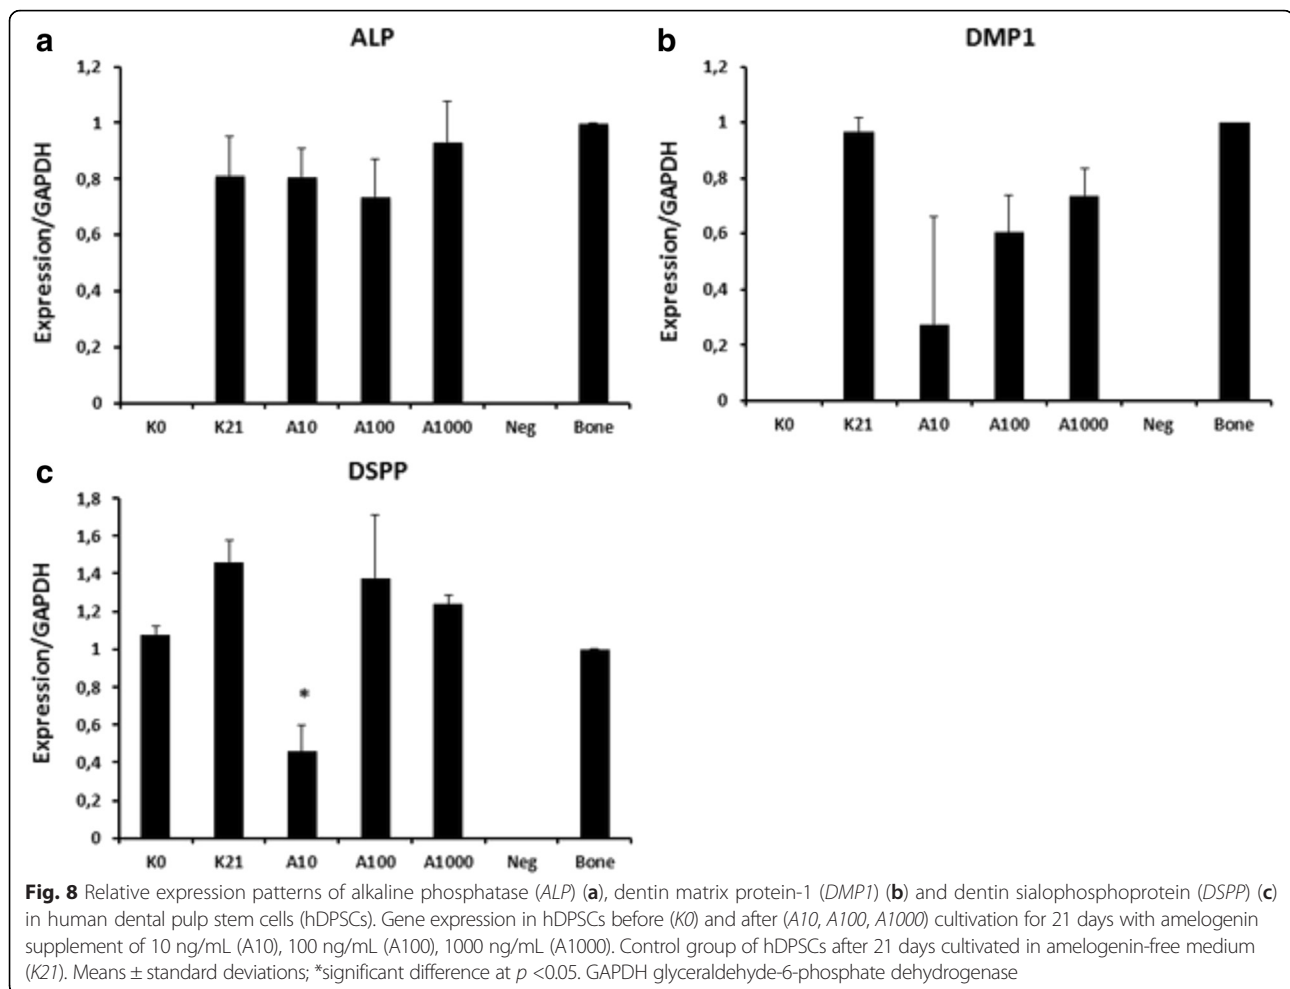 a
ALP
1,2
1
0,8
0,6
0,4
0,2
0
Expression/GAPDH
K0 K21 A10 A100 A1000 Neg Bone
b
DMP1
1,2
1
0,8
0,6
0,4
0,2
0
Expression/GAPDH
K0 K21 A10 A100 A1000 Neg Bone
c
DSPP
1,8
1,6
1,4
1,2
1
0,8
0,6
0,4
0,2
0
Expression/GAPDH
*
K0 K21 A10 A100 A1000 Neg Bone
Fig. 8 Relative expression patterns of alkaline phosphatase (ALP) (a), dentin matrix protein-1 (DMP1) (b) and dentin sialophosphoprotein (DSPP) (c)
in human dental pulp stem cells (hDPSCs). Gene expression in hDPSCs before (K0) and after (A10, A100, A1000) cultivation for 21 days with amelogenin
supplement of 10 ng/mL (A10), 100 ng/mL (A100), 1000 ng/mL (A1000). Control group of hDPSCs after 21 days cultivated in amelogenin-free medium
(K21). Means ± standard deviations; *significant difference at p <0.05. GAPDH glyceraldehyde-6-phosphate dehydrogenase